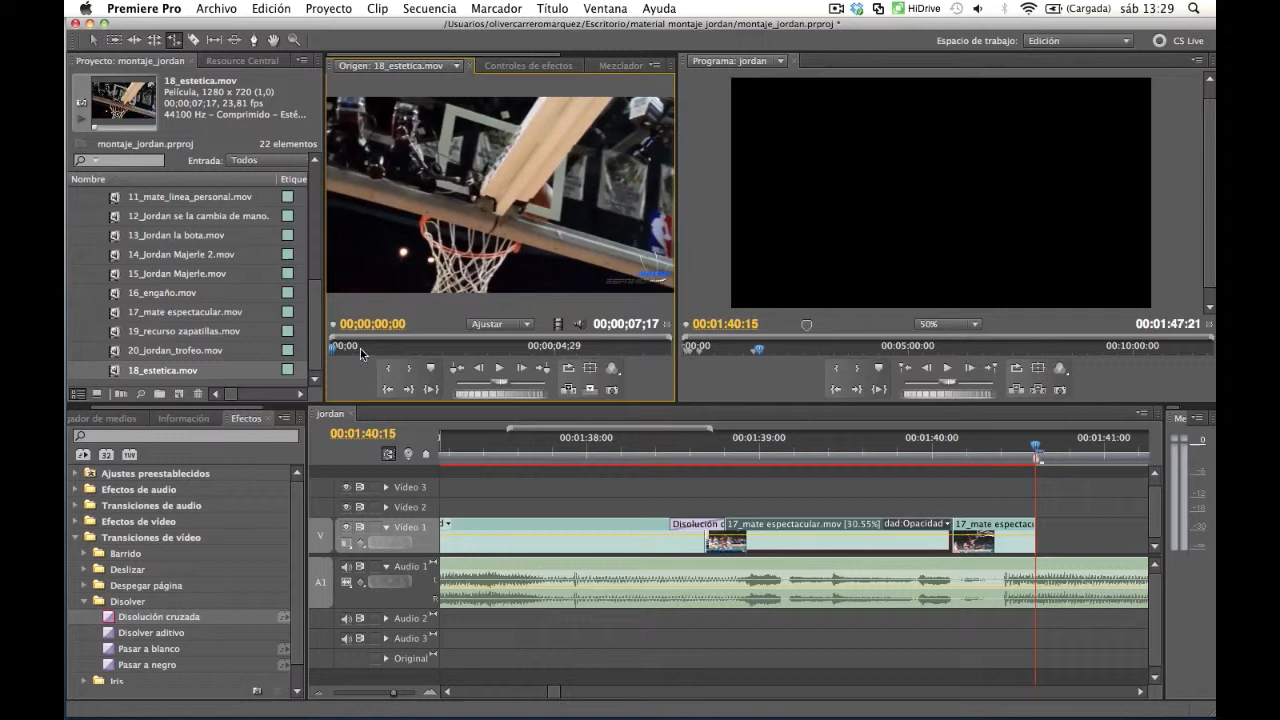 Premiere Pro Archivo Edición Proyecto Clip Secuencia Marcador Título Ventana Ayuda HiDrive (Cargada) sáb 13:29
/Usuarios/olivercarreromarquez/Escritorio/material montaje jordan/montaje_jordan.prproj *
Espacio de trabajo: Edición CS Live
Proyecto: montaje_jordan Resource Central
18_estetica.mov
Película, 1280 x 720 (1,0)
00;00;07;17, 23,81 fps
44100 Hz - Comprimido - Esté...
montaje_jordan.prproj 22 elementos
Entrada: Todos
Nombre Etique
11_mate_linea_personal.mov
12_Jordan se la cambia de mano.
13_Jordan la bota.mov
14_Jordan Majerle 2.mov
15_Jordan Majerle.mov
16_engaño.mov
17_mate espectacular.mov
19_recurso zapatillas.mov
20_jordan_trofeo.mov
18_estetica.mov
Origen: 18_estetica.mov Controles de efectos Mezclador
NBA
00;00;00;00 Ajustar 00;00;07;17
00;00 00;00;04;29
Programa: jordan
00:01:40:15 50% 00:01:47:21
00:00 00:05:00:00 00:10:00:00
gador de medios Información Efectos
32 YUV
Ajustes preestablecidos
Efectos de audio
Transiciones de audio
Efectos de vídeo
Transiciones de vídeo
Barrido
Deslizar
Despegar página
Disolver
Disolución cruzada
Disolver aditivo
Pasar a blanco
Pasar a negro
Iris
jordan
00:01:40:15
00:01:38:00 00:01:39:00 00:01:40:00 00:01:41:00
Vídeo 3
Vídeo 2
V Vídeo 1
d Disolución c 17_mate espectacular.mov [30.55%] dad:Opacidad 17_mate espectacu
A1 Audio 1
L
R
Audio 2
Audio 3
Original
Me
0
-6
-12
-18
-30